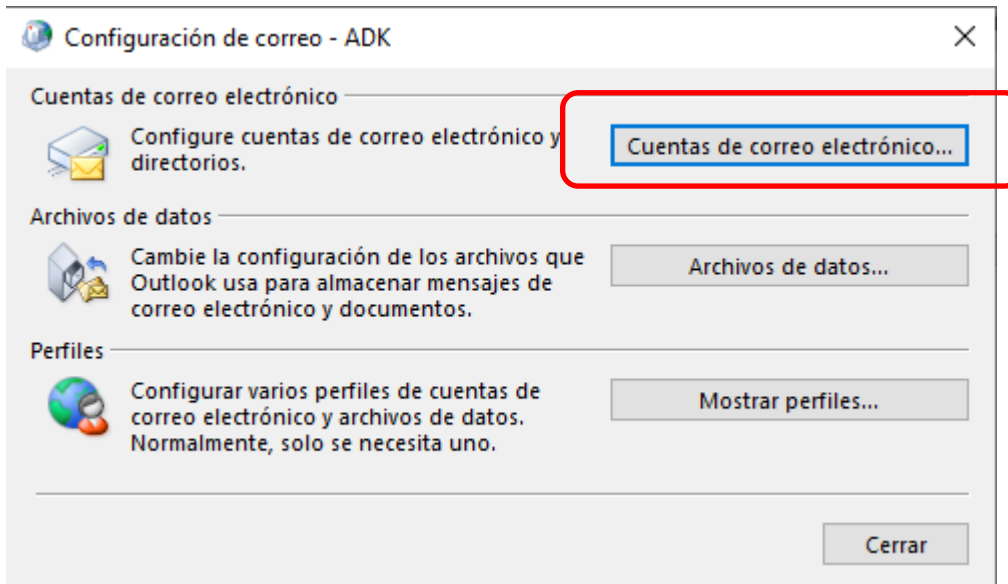 Configuración de correo - ADK
Cuentas de correo electrónico
Configure cuentas de correo electrónico y
directorios.
Cuentas de correo electrónico...
Archivos de datos
Cambie la configuración de los archivos que
Outlook usa para almacenar mensajes de
correo electrónico y documentos.
Archivos de datos...
Perfiles
Configurar varios perfiles de cuentas de
correo electrónico y archivos de datos.
Normalmente, solo se necesita uno.
Mostrar perfiles...
Cerrar